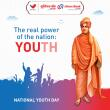 The real power
of the nation:
YOUTH
NATIONAL YOUTH DAY